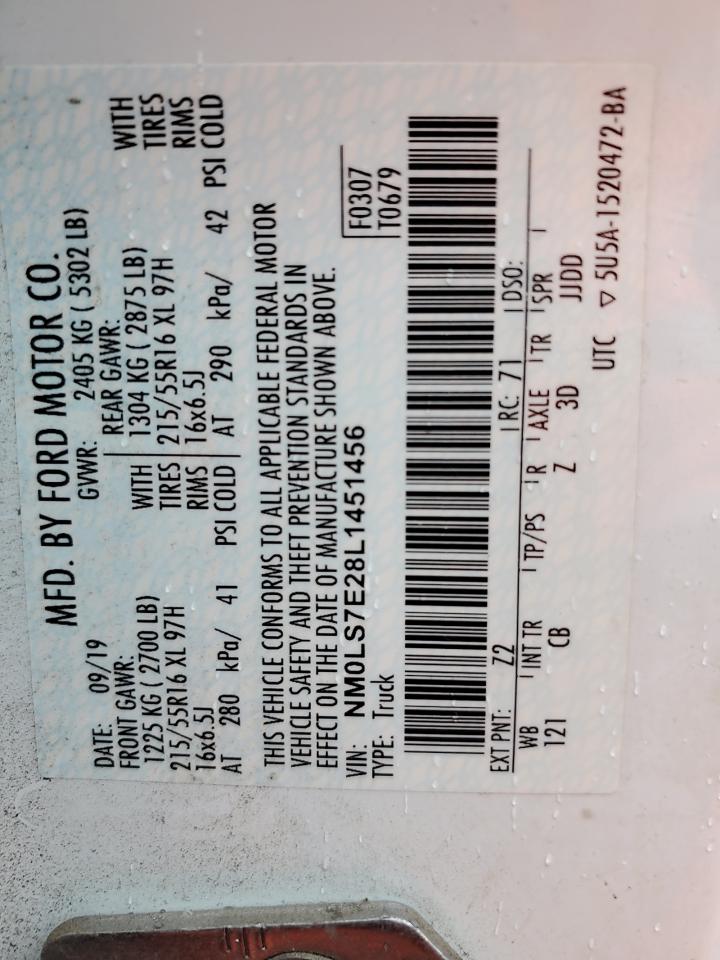 MFD. BY FORD MOTOR CO.
DATE: 09/19 GVWR: 2405 KG ( 5302 LB)
FRONT GAWR: REAR GAWR:
1225 KG ( 2700 LB) WITH 1304 KG ( 2875 LB) WITH
215/55R16 XL 97H TIRES 215/55R16 XL 97H TIRES
16x6.5J RIMS 16x6.5J RIMS
AT 280 kPa/ 41 PSI COLD AT 290 kPa/ 42 PSI COLD
THIS VEHICLE CONFORMS TO ALL APPLICABLE FEDERAL MOTOR
VEHICLE SAFETY AND THEFT PREVENTION STANDARDS IN
EFFECT ON THE DATE OF MANUFACTURE SHOWN ABOVE.
VIN: NM0LS7E28L1451456 F0307
TYPE: Truck T0679
EXT PNT: Z2 RC: 71 DSO:
WB INT TR TP/PS R AXLE TR SPR
121 CB Z 3D JJDD
UTC ▽ 5U5A-1520472-BA